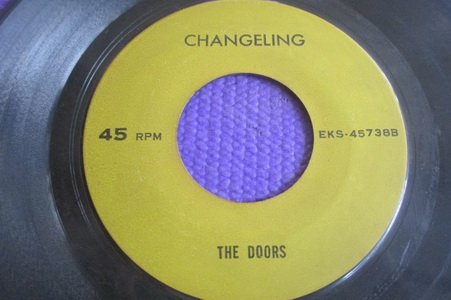 CHANGELING
45 RPM
EKS-45738B
THE DOORS